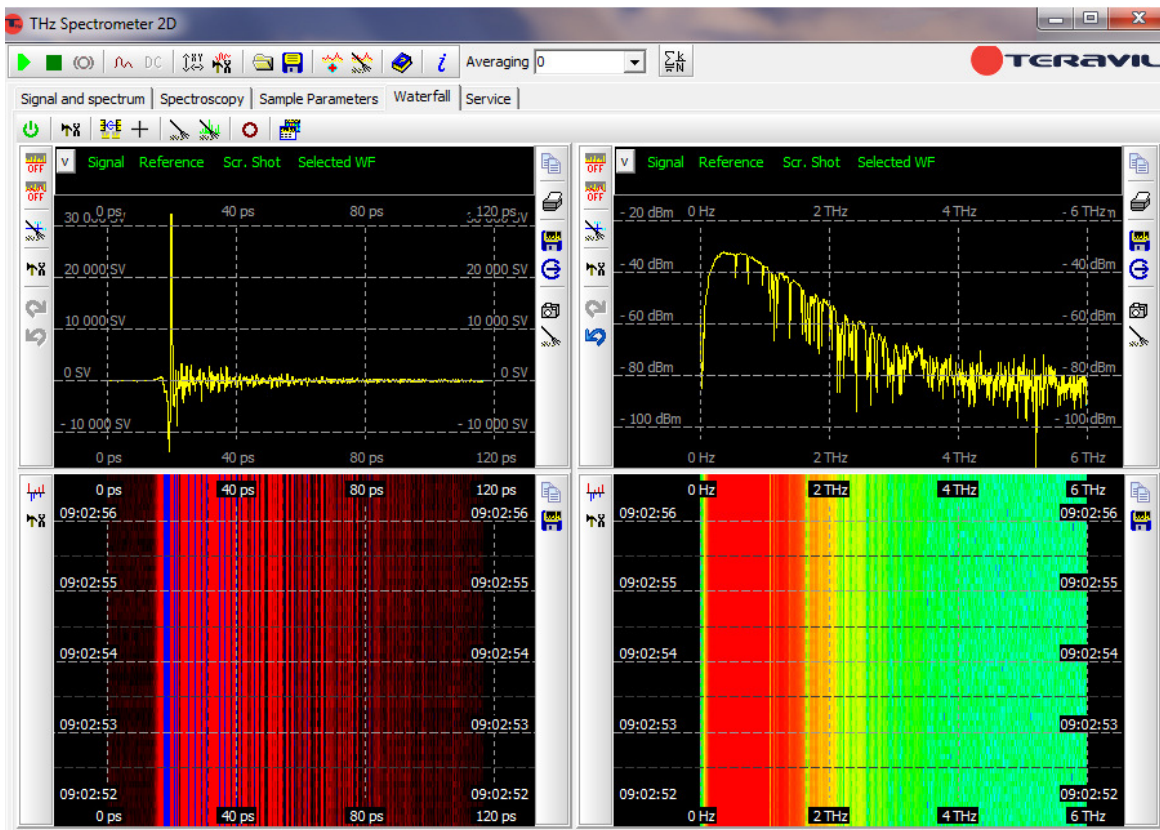 THz Spectrometer 2D
DC Averaging 0 TERAVIL
Signal and spectrum Spectroscopy Sample Parameters Waterfall Service
OFF V Signal Reference Scr. Shot Selected WF
OFF
0 ps 40 ps 80 ps 120 ps
20 000 SV 20 000 SV
10 000 SV 10 000 SV
0 SV 0 SV
- 10 000 SV - 10 000 SV
0 ps 40 ps 80 ps 120 ps
OFF V Signal Reference Scr. Shot Selected WF
OFF
- 20 dBm 0 Hz 2 THz 4 THz - 6 THz
- 40 dBm - 40 dBm
- 60 dBm - 60 dBm
- 80 dBm - 80 dBm
- 100 dBm - 100 dBm
0 Hz 2 THz 4 THz 6 THz
0 ps 40 ps 80 ps 120 ps
09:02:56 09:02:56
09:02:55 09:02:55
09:02:54 09:02:54
09:02:53 09:02:53
09:02:52 09:02:52
0 ps 40 ps 80 ps 120 ps
0 Hz 2 THz 4 THz 6 THz
09:02:56 09:02:56
09:02:55 09:02:55
09:02:54 09:02:54
09:02:53 09:02:53
09:02:52 09:02:52
0 Hz 2 THz 4 THz 6 THz